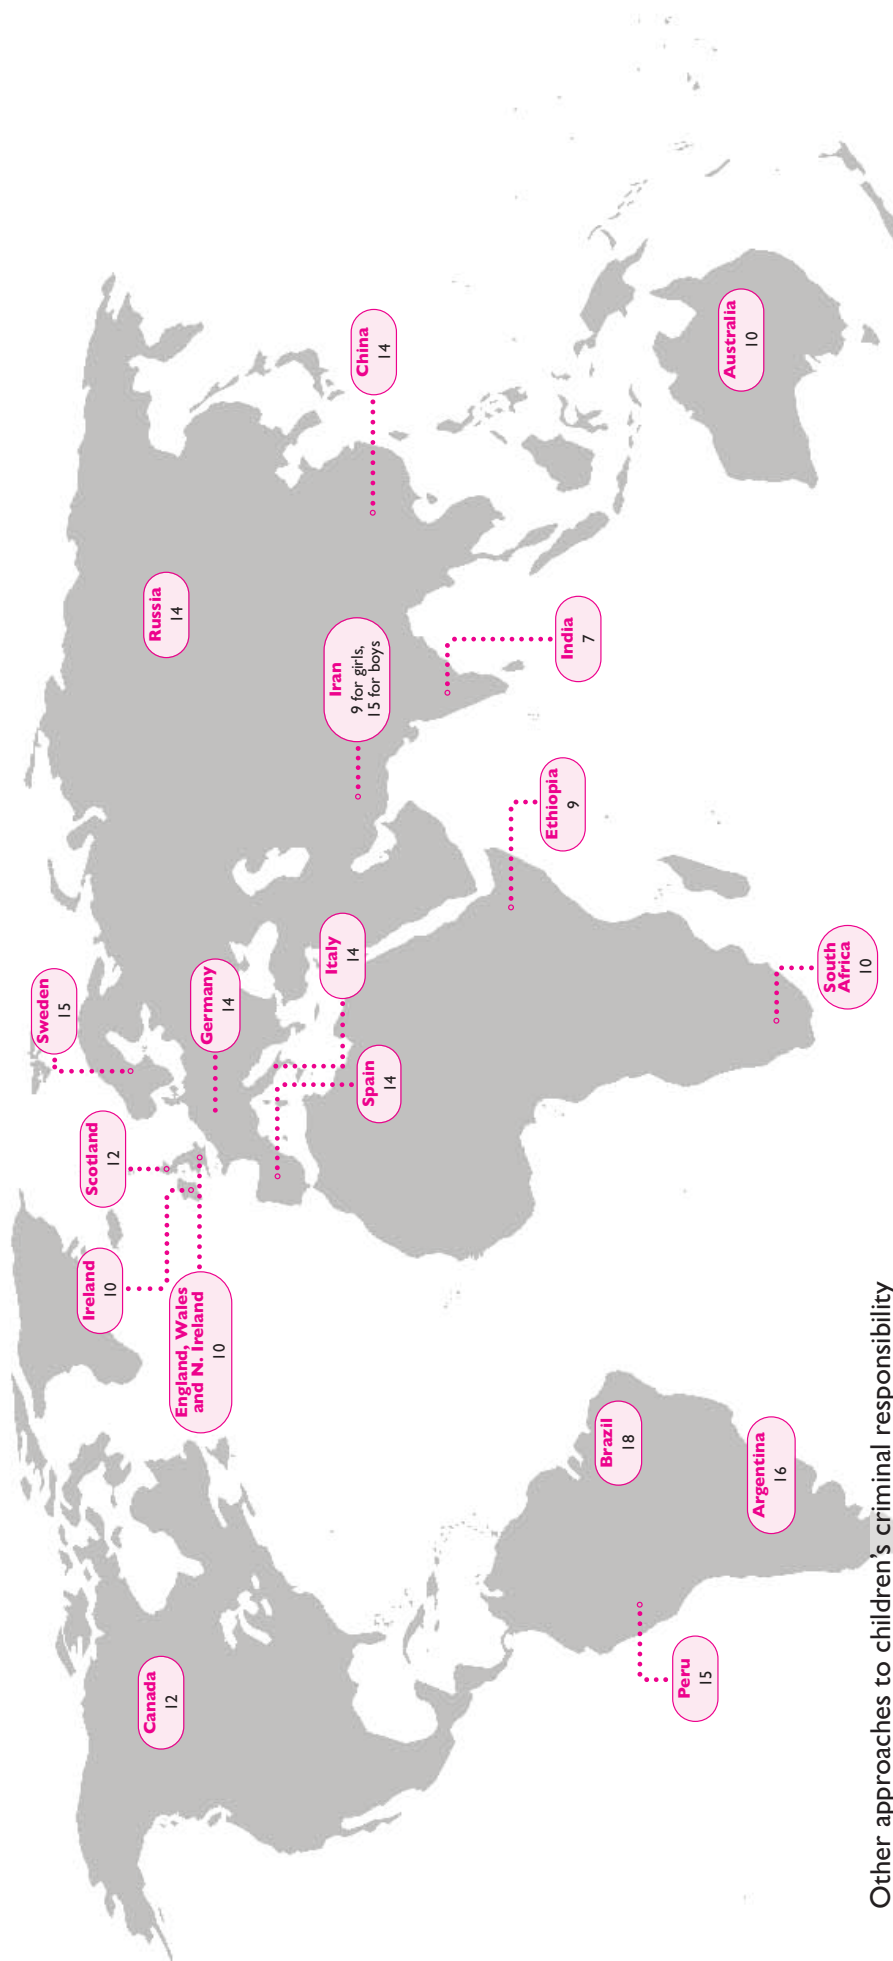 Canada
12
Ireland
10
England, Wales
and N. Ireland
10
Scotland
12
Sweden
15
Germany
14
Spain
14
Italy
14
Russia
14
Iran
9 for girls,
15 for boys
China
14
India
7
Ethiopia
9
South
Africa
10
Australia
10
Peru
15
Brazil
18
Argentina
16
Other approaches to children’s criminal responsibility